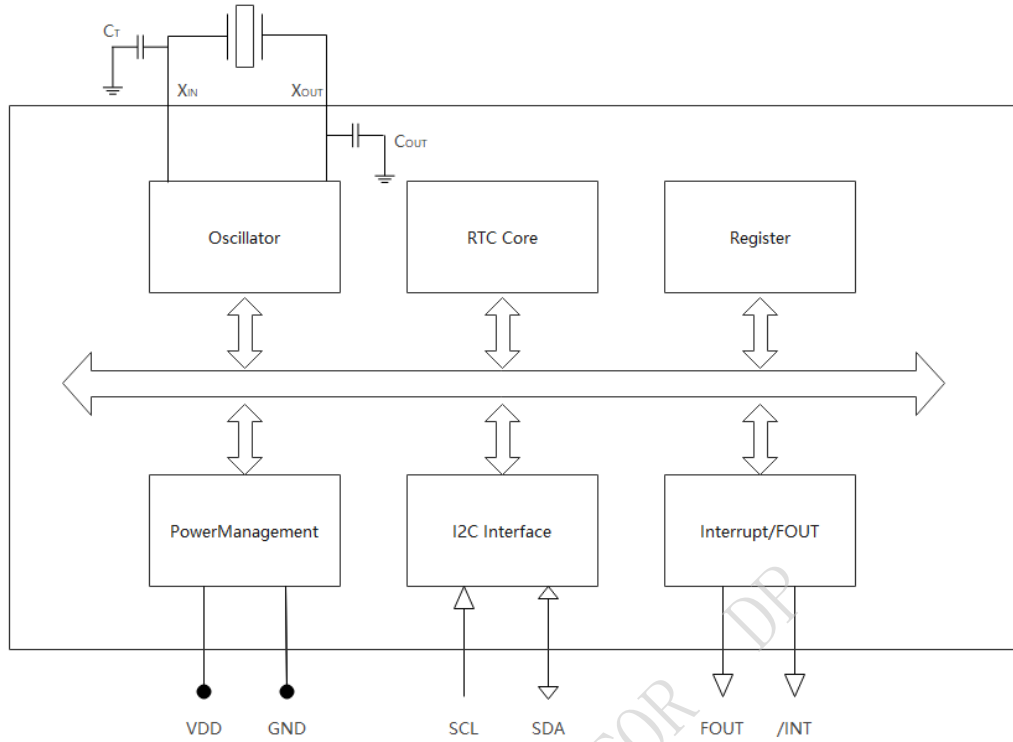 CT
XIN XOUT
COUT
Oscillator RTC Core Register
PowerManagement I2C Interface Interrupt/FOUT
DP
VDD GND SCL SDA FOUT /INT